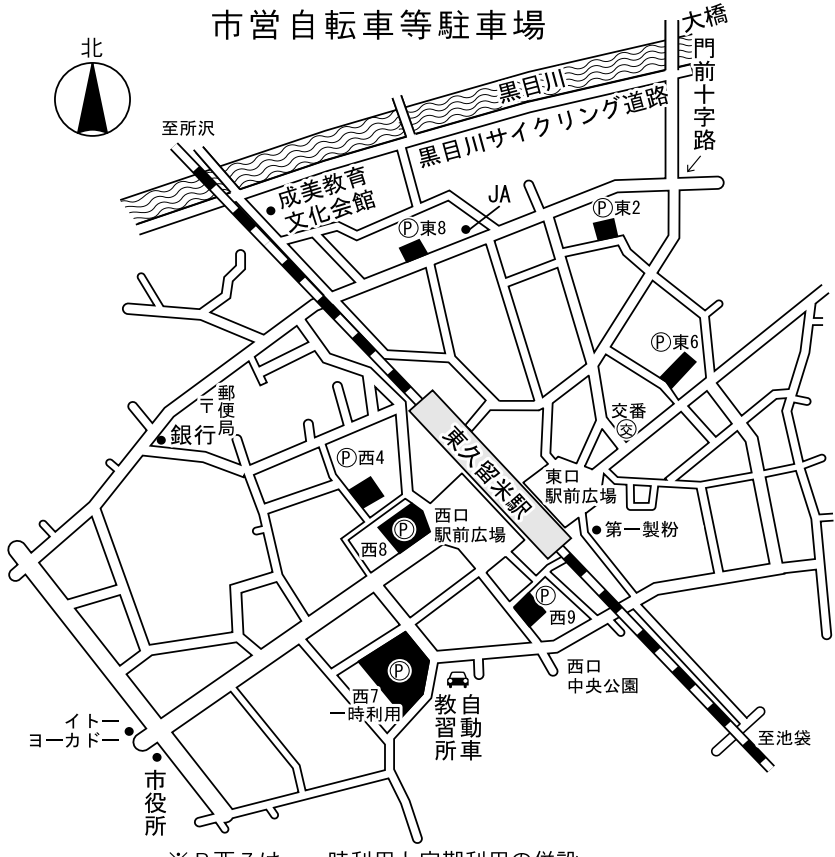 市営自転車等駐車場
北
大橋
門前十字路
黒目川
黒目川サイクリング道路
至所沢
成美教育
文化会館
JA
Ⓟ東8
Ⓟ東2
Ⓟ東6
交番
交
郵便局
〒
銀行
Ⓟ西4
東久留米駅
東口
駅前広場
西口
駅前広場
P
西8
第一製粉
P
西9
西口
中央公園
P
西7
一時利用
自動車
教習所
イトー
ヨーカドー
市役所
至池袋